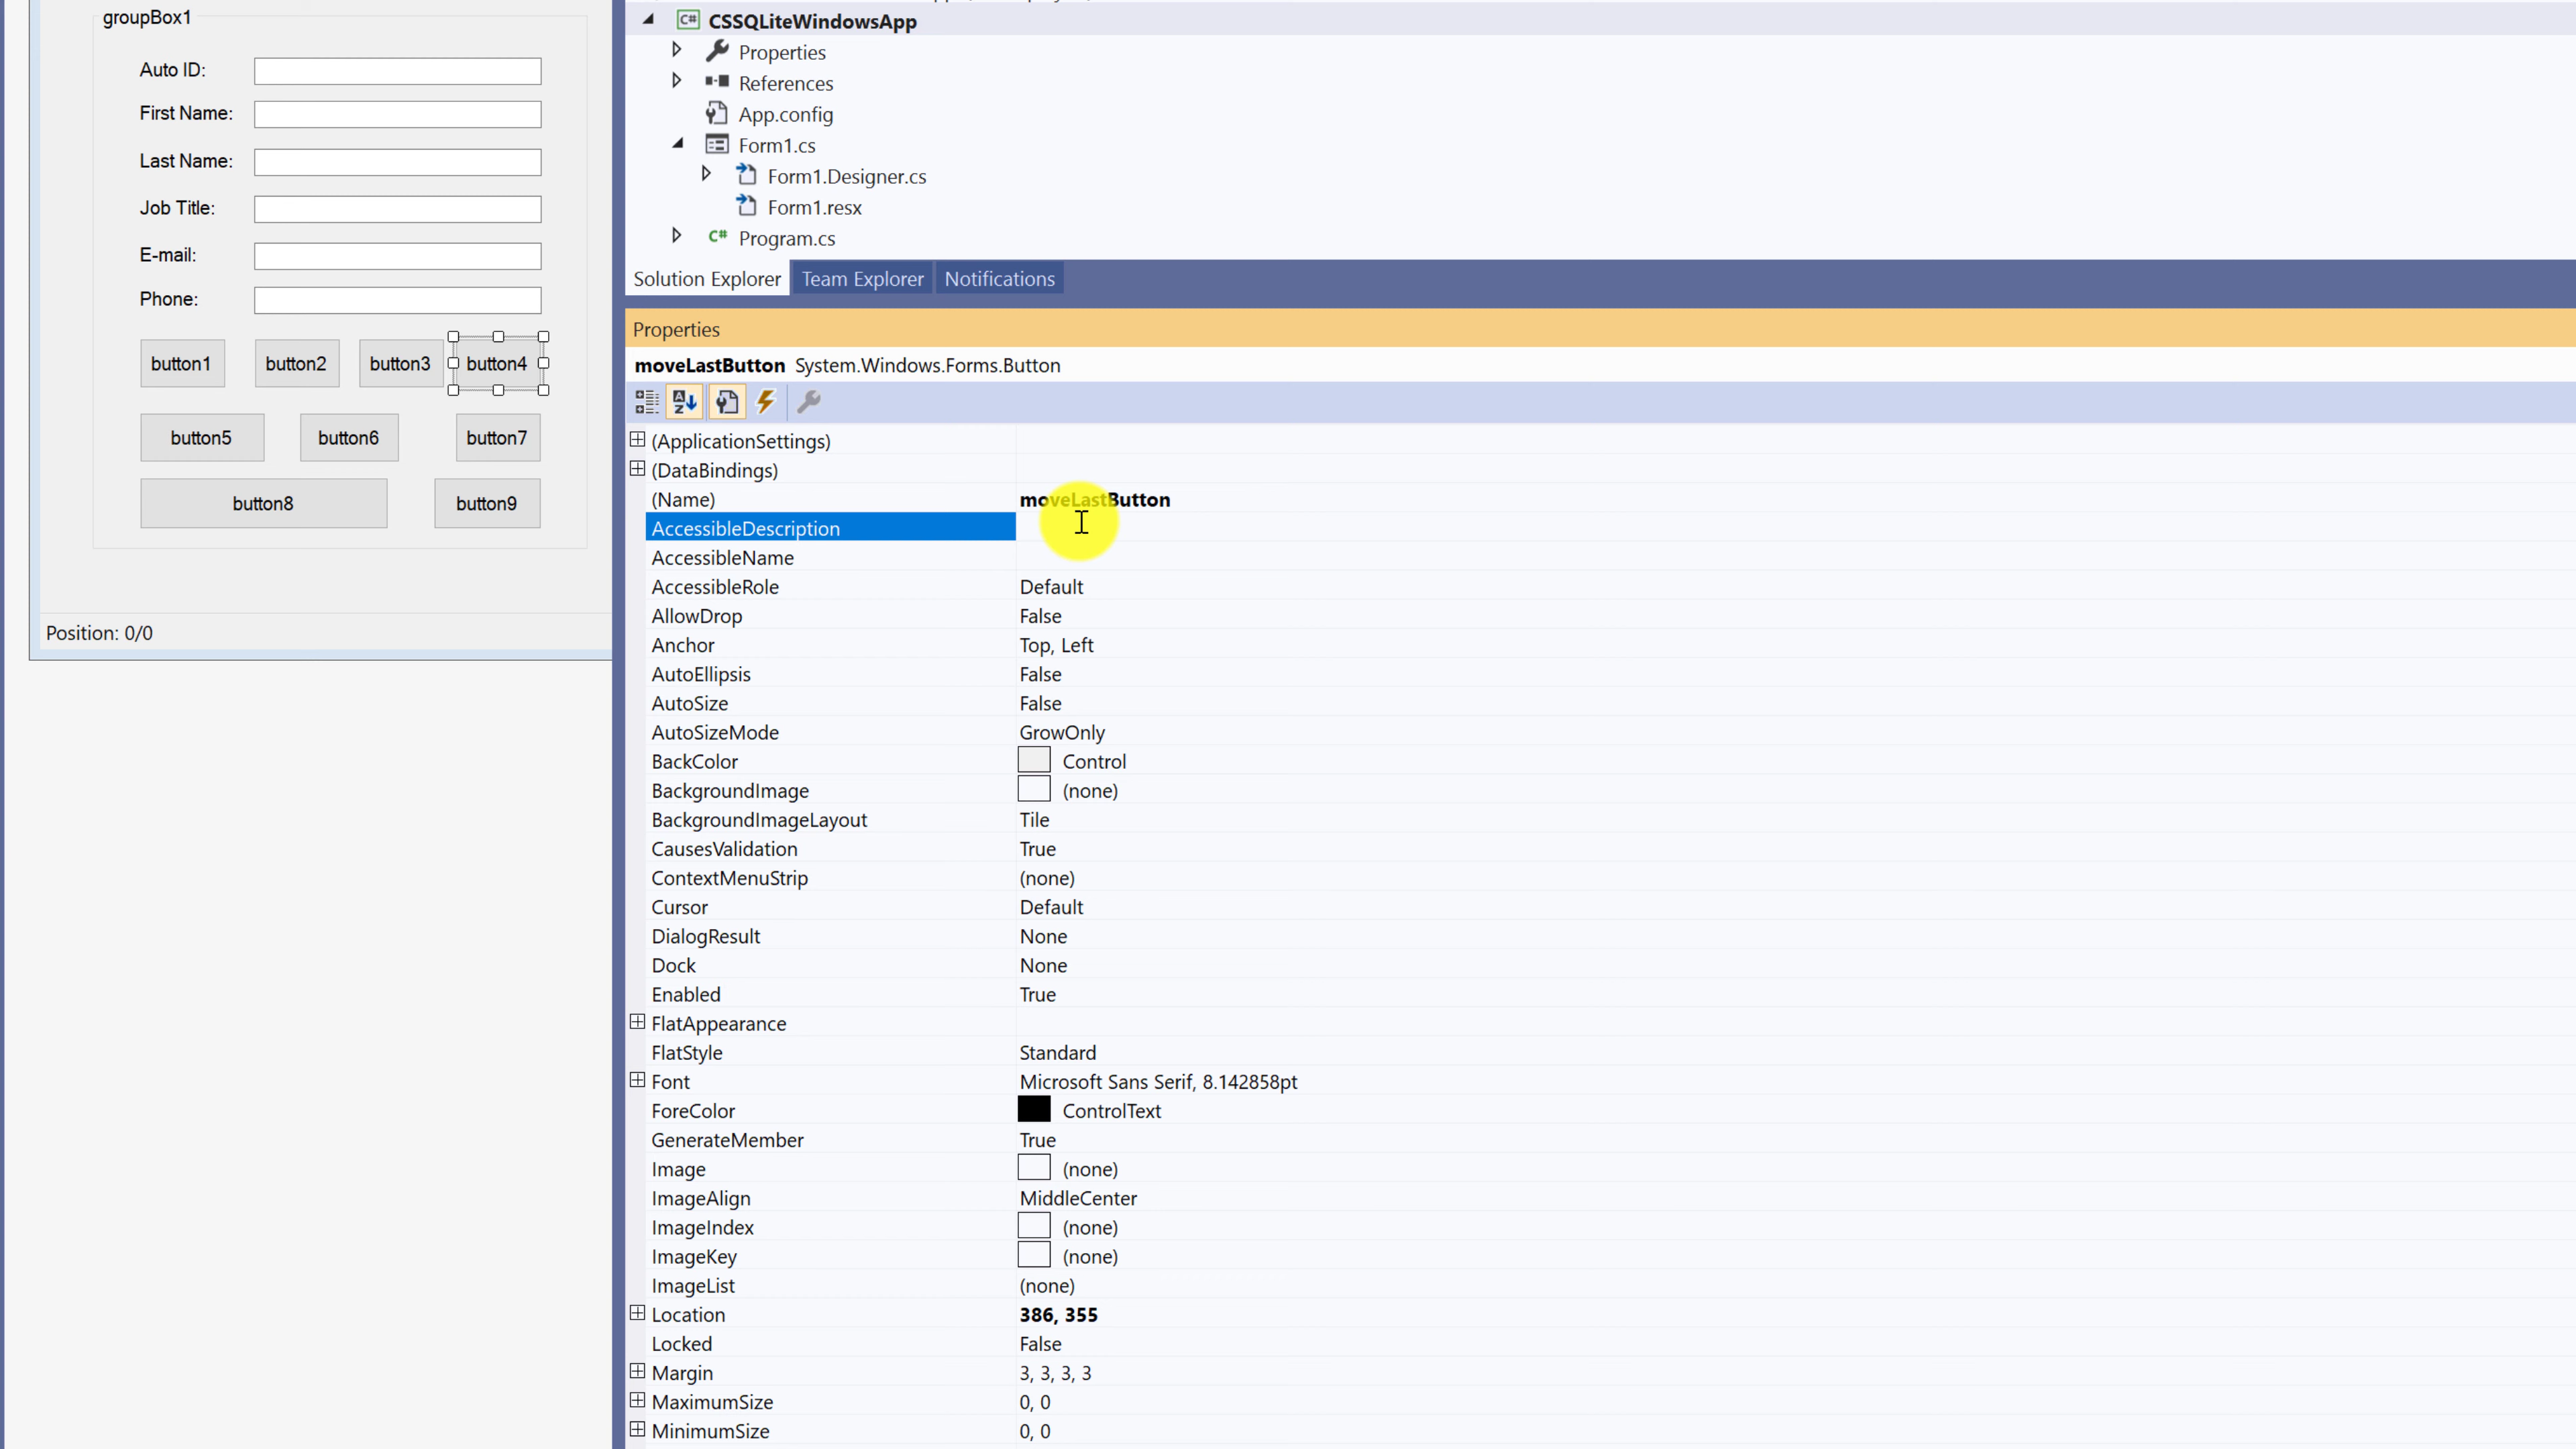 groupBox1
Auto ID:
First Name:
Last Name:
Job Title:
E-mail:
Phone:
button1 button2 button3 button4
button5 button6 button7
button8 button9
Position: 0/0
CSSQLiteWindowsApp
Properties
References
App.config
Form1.cs
Form1.Designer.cs
Form1.resx
C# Program.cs
Solution Explorer Team Explorer Notifications
Properties
moveLastButton System.Windows.Forms.Button
(ApplicationSettings)
(DataBindings)
(Name) moveLastButton
AccessibleDescription
AccessibleName
AccessibleRole Default
AllowDrop False
Anchor Top, Left
AutoEllipsis False
AutoSize False
AutoSizeMode GrowOnly
BackColor Control
BackgroundImage (none)
BackgroundImageLayout Tile
CausesValidation True
ContextMenuStrip (none)
Cursor Default
DialogResult None
Dock None
Enabled True
FlatAppearance
FlatStyle Standard
Font Microsoft Sans Serif, 8.142858pt
ForeColor ControlText
GenerateMember True
Image (none)
ImageAlign MiddleCenter
ImageIndex (none)
ImageKey (none)
ImageList (none)
Location 386, 355
Locked False
Margin 3, 3, 3, 3
MaximumSize 0, 0
MinimumSize 0, 0